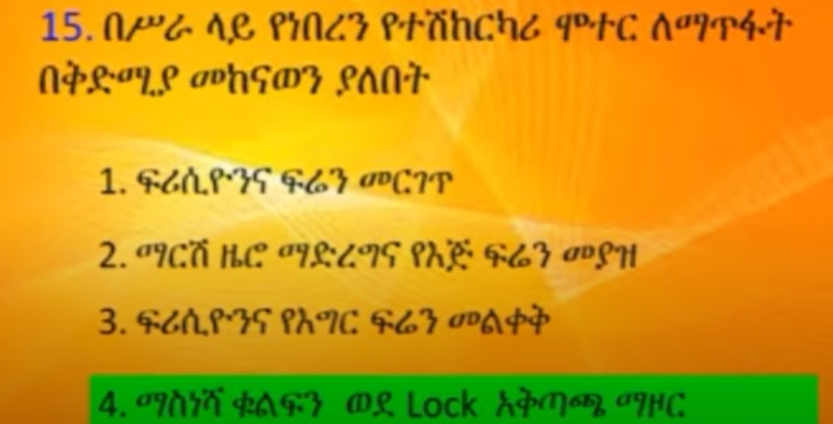 15. በሥራ ላይ የነበረን የተሽከርካሪ ሞተር ለማጥፋት
በቅድሚያ መከናወን ያለበት
1. ፍሪሲዮንና ፍሬን መርገጥ
2. ማርሽ ዜሮ ማድረግና የእጅ ፍሬን መያዝ
3. ፍሪሲዮንና የእግር ፍሬን መልቀቅ
4. ማስነሻ ቁልፍን ወደ Lock አቅጣጫ ማዞር